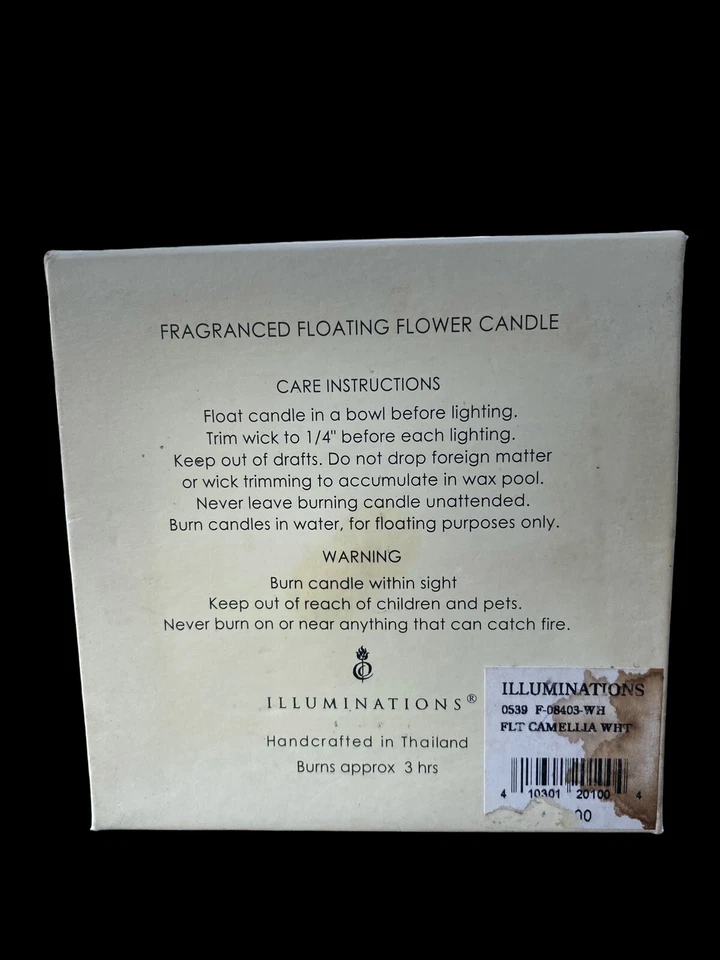 FRAGRANCED FLOATING FLOWER CANDLE
CARE INSTRUCTIONS
Float candle in a bowl before lighting.
Trim wick to 1/4" before each lighting.
Keep out of drafts. Do not drop foreign matter
or wick trimming to accumulate in wax pool.
Never leave burning candle unattended.
Burn candles in water, for floating purposes only.
WARNING
Burn candle within sight
Keep out of reach of children and pets.
Never burn on or near anything that can catch fire.
ILLUMINATIONS®
Handcrafted in Thailand
Burns approx 3 hrs
ILLUMINATIONS
0539 F-08403-WH
FLT CAMELLIA WHT
4 10301 20100 4
00